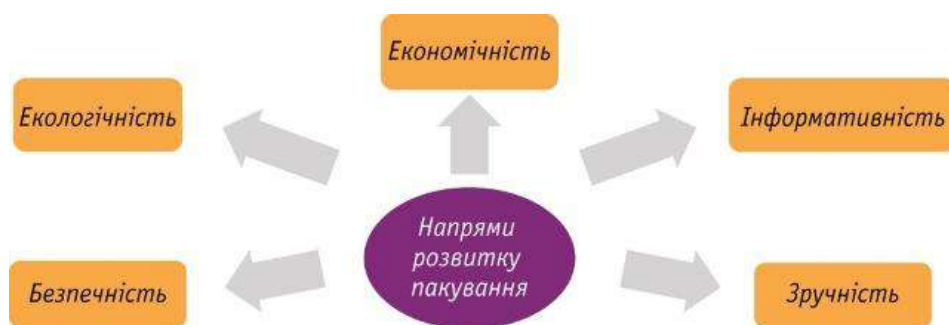 Економічність
Екологічність
Інформативність
Напрями
розвитку
пакування
Безпечність
Зручність